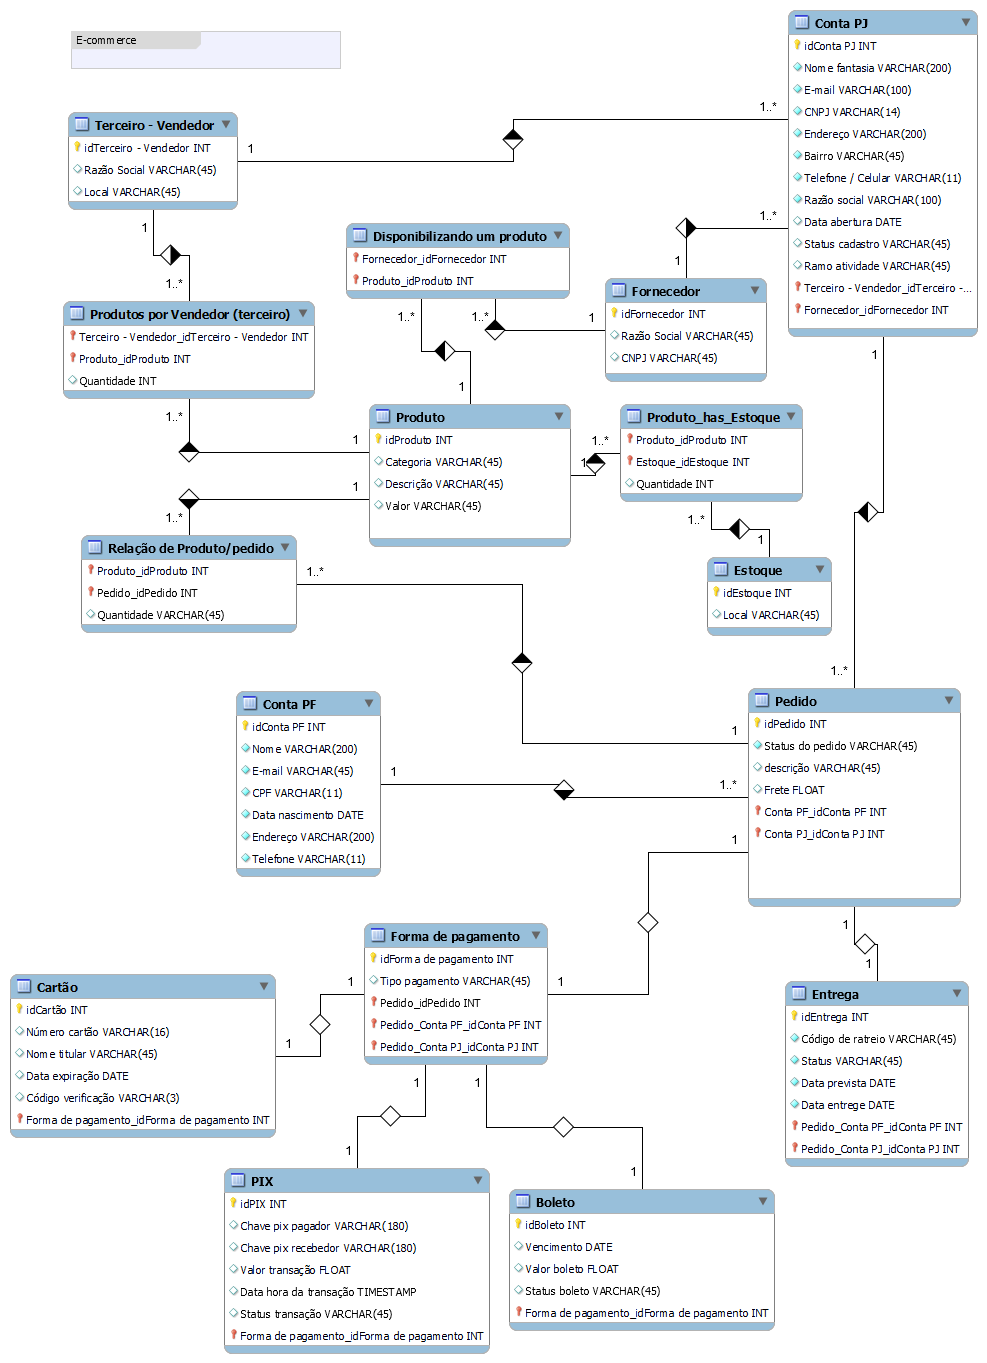 E-commerce
Conta PJ
idConta PJ INT
Nome fantasia VARCHAR(200)
E-mail VARCHAR(100)
CNPJ VARCHAR(14)
Endereço VARCHAR(200)
Bairro VARCHAR(45)
Telefone / Celular VARCHAR(11)
Razão social VARCHAR(100)
Data abertura DATE
Status cadastro VARCHAR(45)
Ramo atividade VARCHAR(45)
Terceiro - Vendedor_idTerceiro -...
Fornecedor_idFornecedor INT
1..*
1..*
1
Terceiro - Vendedor
idTerceiro - Vendedor INT
Razão Social VARCHAR(45)
Local VARCHAR(45)
1
1
1..*
Disponibilizando um produto
Fornecedor_idFornecedor INT
Produto_idProduto INT
1..*
1..*
Fornecedor
idFornecedor INT
Razão Social VARCHAR(45)
CNPJ VARCHAR(45)
1
1
Produtos por Vendedor (terceiro)
Terceiro - Vendedor_idTerceiro - Vendedor INT
Produto_idProduto INT
Quantidade INT
1..*
1
Produto
idProduto INT
Categoria VARCHAR(45)
Descrição VARCHAR(45)
Valor VARCHAR(45)
1
1
1
1..*
Produto_has_Estoque
Produto_idProduto INT
Estoque_idEstoque INT
Quantidade INT
1..*
1
Estoque
idEstoque INT
Local VARCHAR(45)
1..*
Relação de Produto/pedido
Produto_idProduto INT
Pedido_idPedido INT
Quantidade VARCHAR(45)
1..*
1..*
Conta PF
idConta PF INT
Nome VARCHAR(200)
E-mail VARCHAR(45)
CPF VARCHAR(11)
Data nascimento DATE
Endereço VARCHAR(200)
Telefone VARCHAR(11)
1
1
1..*
1
Pedido
idPedido INT
Status do pedido VARCHAR(45)
descrição VARCHAR(45)
Frete FLOAT
Conta PF_idConta PF INT
Conta PJ_idConta PJ INT
1
1
Forma de pagamento
idForma de pagamento INT
Tipo pagamento VARCHAR(45)
Pedido_idPedido INT
Pedido_Conta PF_idConta PF INT
Pedido_Conta PJ_idConta PJ INT
1
1
1
1
Cartão
idCartão INT
Número cartão VARCHAR(16)
Nome titular VARCHAR(45)
Data expiração DATE
Código verificação VARCHAR(3)
Forma de pagamento_idForma de pagamento INT
1
Entrega
idEntrega INT
Código de ratreio VARCHAR(45)
Status VARCHAR(45)
Data prevista DATE
Data entrege DATE
Pedido_Conta PF_idConta PF INT
Pedido_Conta PJ_idConta PJ INT
1
PIX
idPIX INT
Chave pix pagador VARCHAR(180)
Chave pix recebedor VARCHAR(180)
Valor transação FLOAT
Data hora da transação TIMESTAMP
Status transação VARCHAR(45)
Forma de pagamento_idForma de pagamento INT
1
Boleto
idBoleto INT
Vencimento DATE
Valor boleto FLOAT
Status boleto VARCHAR(45)
Forma de pagamento_idForma de pagamento INT